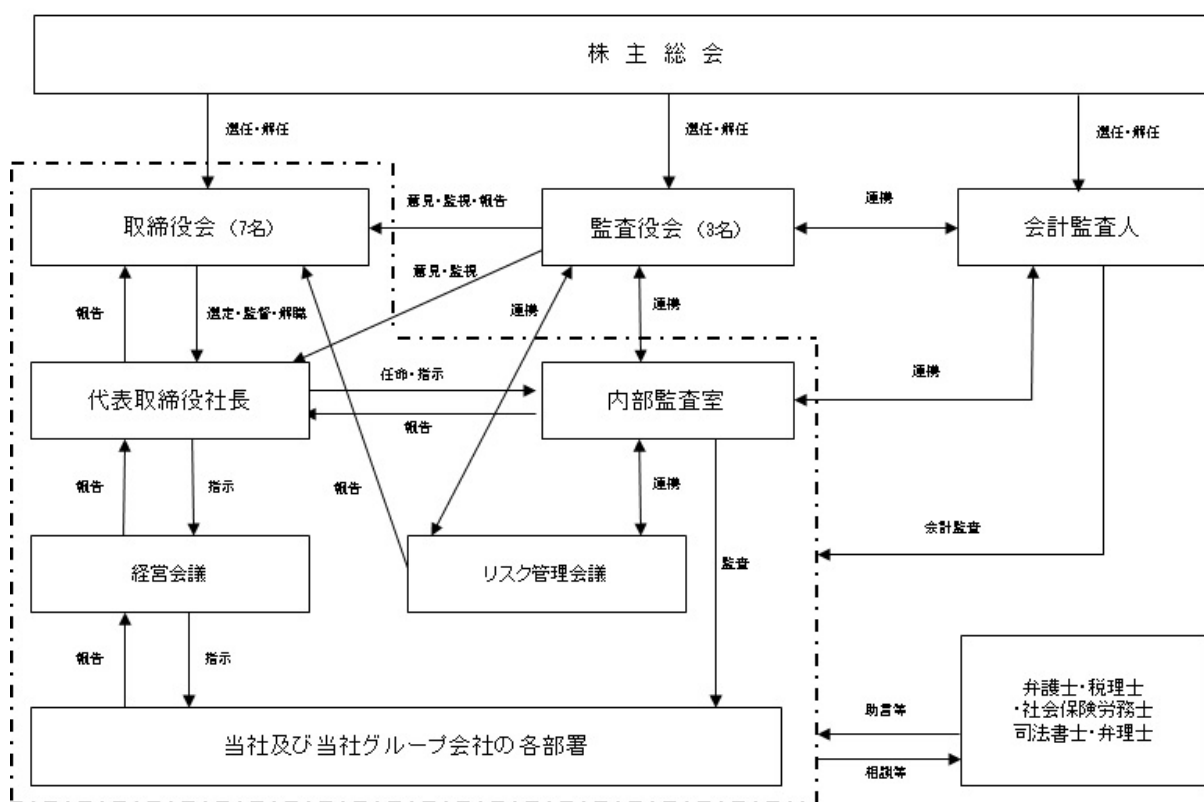 株 主 総 会
選任・解任
選任・解任
選任・解任
取締役会（7名）
意見・監視・報告
監査役会（3名）
連携
会計監査人
意見・監視
報告
選定・監督・解職
連携
連携
代表取締役社長
任命・指示
報告
内部監査室
連携
報告
指示
報告
連携
経営会議
リスク管理会議
監査
会計監査
報告
指示
当社及び当社グループ会社の各部署
助言等
相談等
弁護士・税理士
・社会保険労務士
司法書士・弁理士